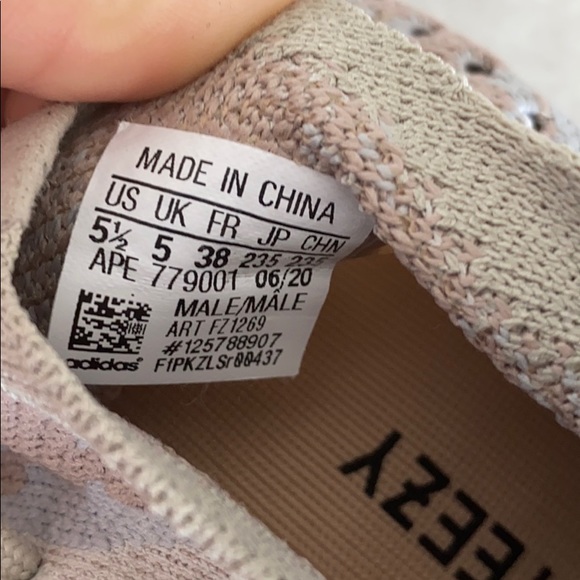 MADE IN CHINA
US UK FR JP CHN
5½ 5 38 235 235
APE 779001 06/20
MALE/MÂLE
ART FZ1269
#125788907
F1PKZLSr00437
adidas®
YEEZY